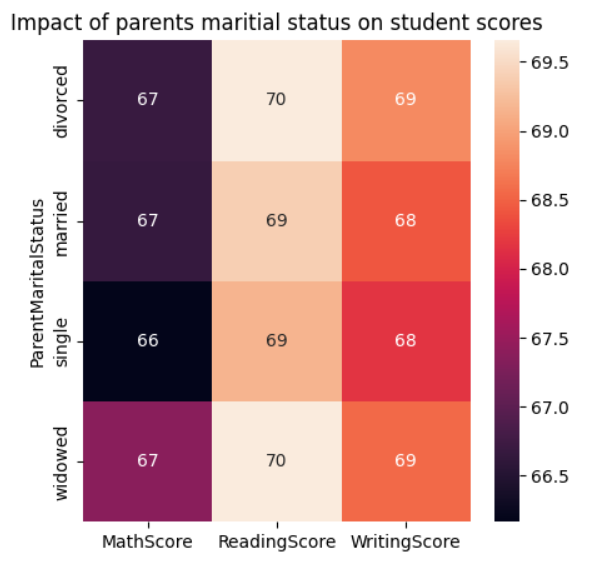 Impact of parents maritial status on student scores
ParentMaritalStatus
divorced
67 70 69
married
67 69 68
single
66 69 68
widowed
67 70 69
MathScore ReadingScore WritingScore
69.5
69.0
68.5
68.0
67.5
67.0
66.5